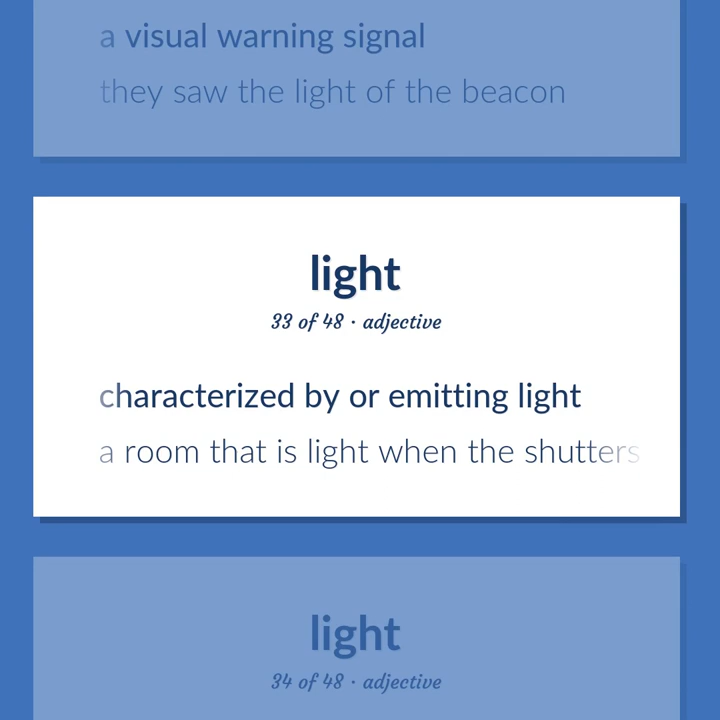 a visual warning signal
they saw the light of the beacon
light
33 of 48 · adjective
characterized by or emitting light
a room that is light when the shutters
light
34 of 48 · adjective